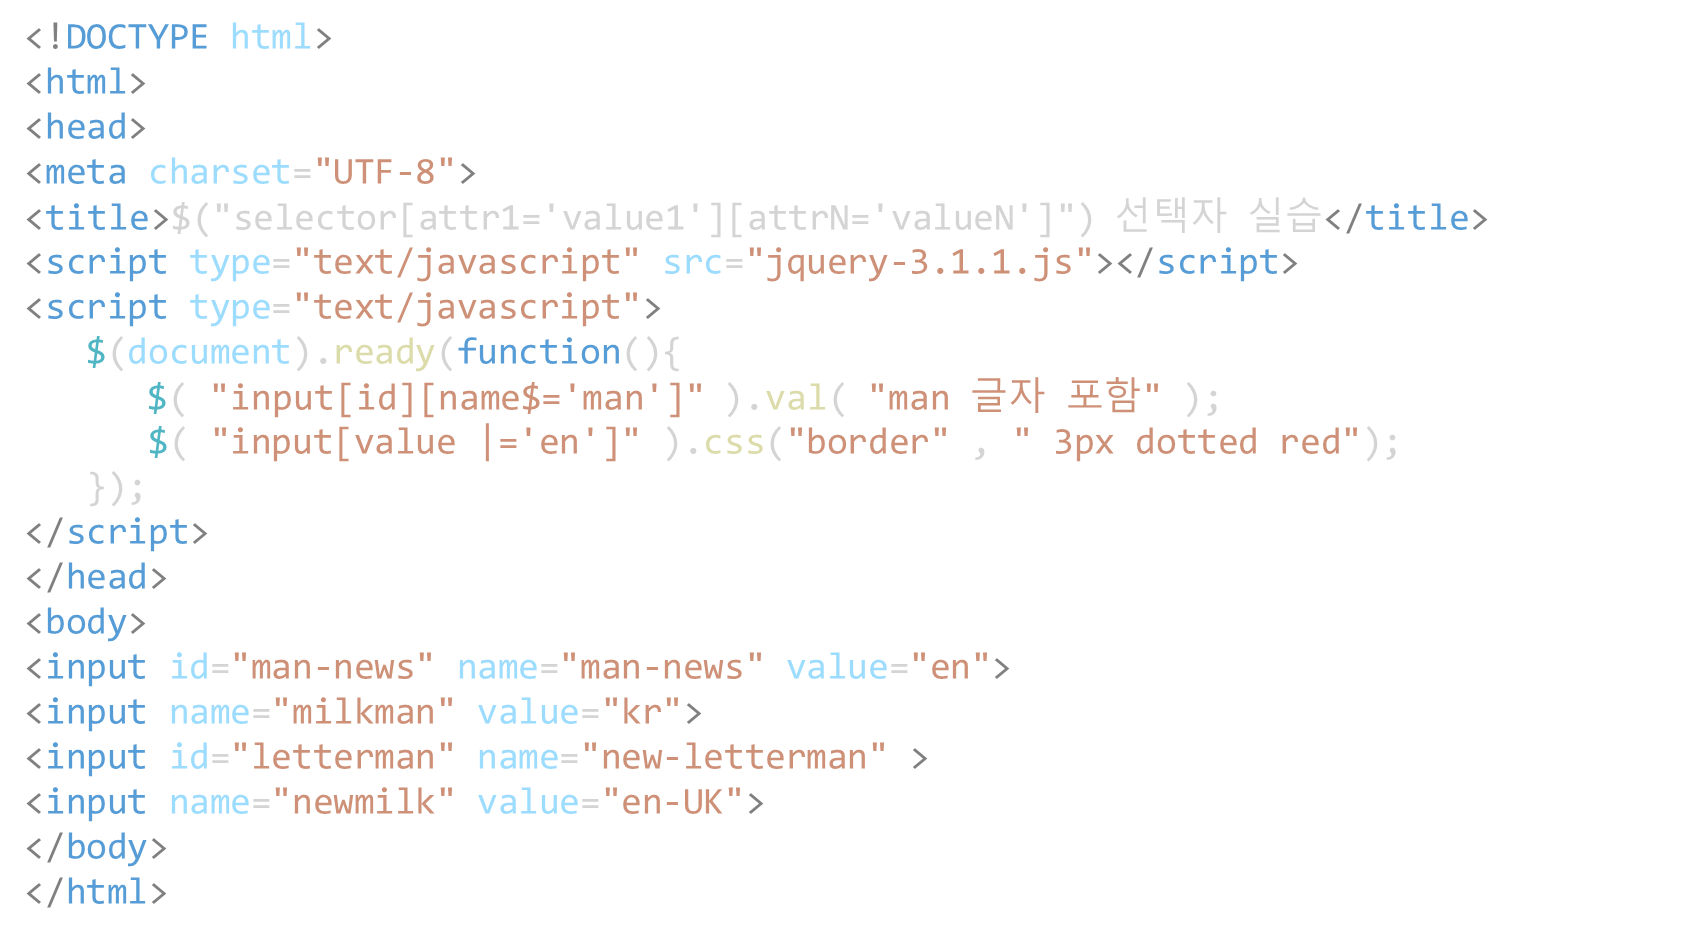 <!DOCTYPE html>
<html>
<head>
<meta charset="UTF-8">
<title>$("selector[attr1='value1'][attrN='valueN']") 선택자 실습</title>
<script type="text/javascript" src="jquery-3.1.1.js"></script>
<script type="text/javascript">
   $(document).ready(function(){
      $( "input[id][name$='man']" ).val( "man 글자 포함" );
      $( "input[value |='en']" ).css("border" , " 3px dotted red");
   });
</script>
</head>
<body>
<input id="man-news" name="man-news" value="en">
<input name="milkman" value="kr">
<input id="letterman" name="new-letterman" >
<input name="newmilk" value="en-UK">
</body>
</html>